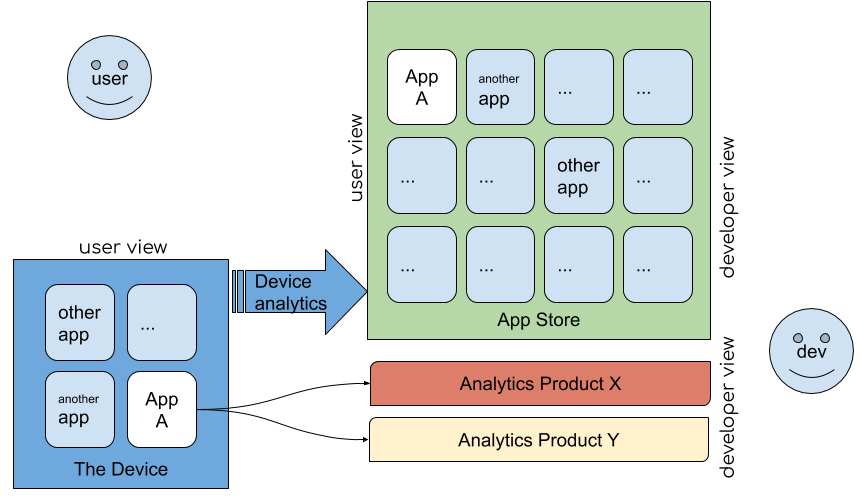 user
user view
App
A
another
app
...
...
...
...
other
app
...
...
...
...
...
App Store
developer view
user view
other
app
...
another
app
App
A
The Device
Device
analytics
Analytics Product X
Analytics Product Y
developer view
dev